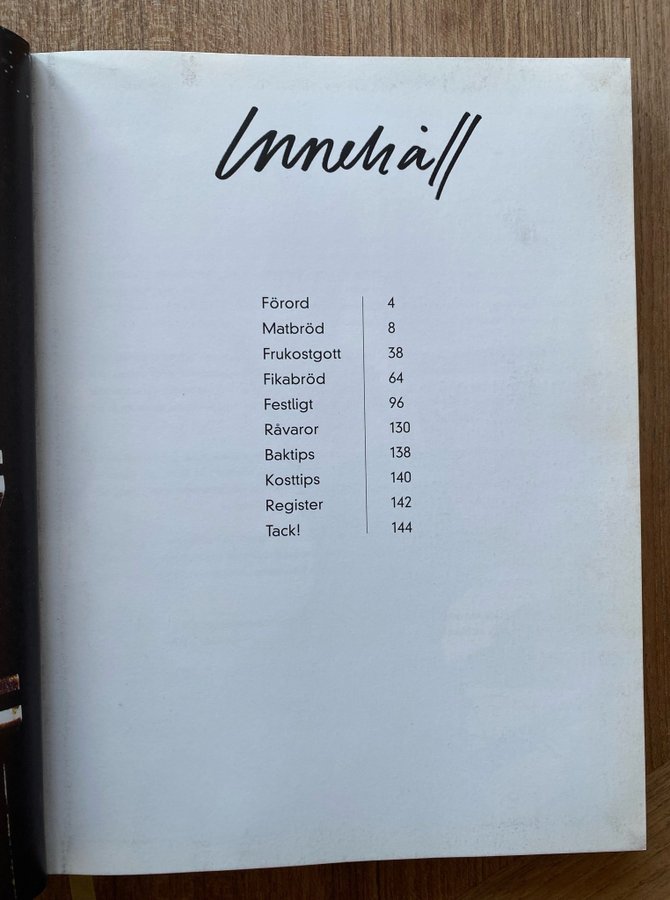 Innehåll
Förord 4
Matbröd 8
Frukostgott 38
Fikabröd 64
Festligt 96
Råvaror 130
Baktips 138
Kosttips 140
Register 142
Tack! 144